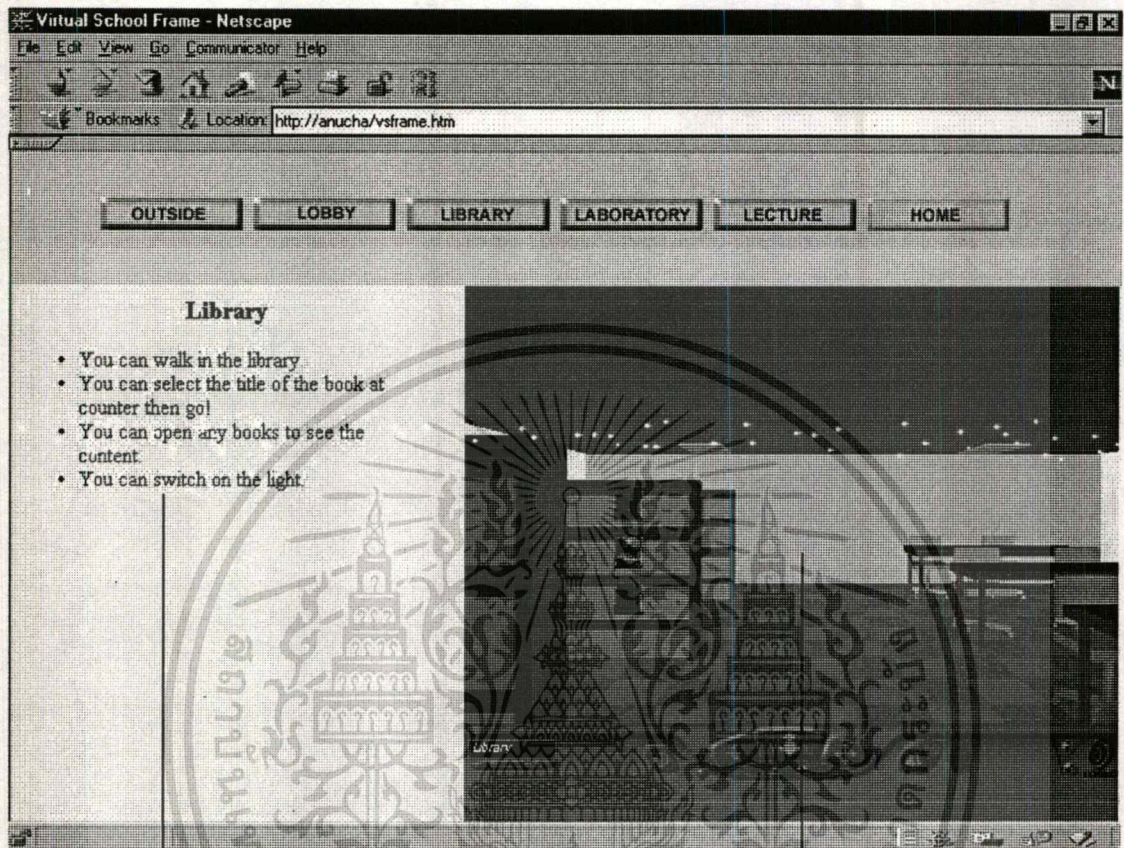 Virtual School Frame - Netscape
File Edit View Go Communicator Help
Bookmarks Location: http://anucha/vsframe.htm
OUTSIDE LOBBY LIBRARY LABORATORY LECTURE HOME
Library
• You can walk in the library
• You can select the title of the book at
counter then go!
• You can open any books to see the
content.
• You can switch on the light.
Library